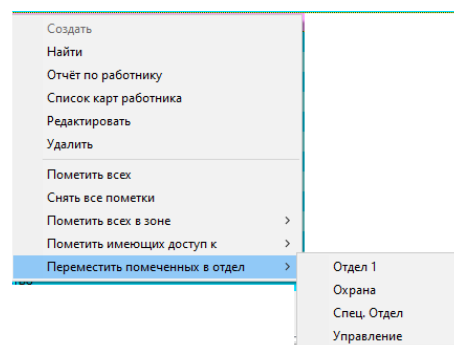 Создать
Найти
Отчёт по работнику
Список карт работника
Редактировать
Удалить
Пометить всех
Снять все пометки
Пометить всех в зоне >
Пометить имеющих доступ к >
Переместить помеченных в отдел >
Отдел 1
Охрана
Спец. Отдел
Управление